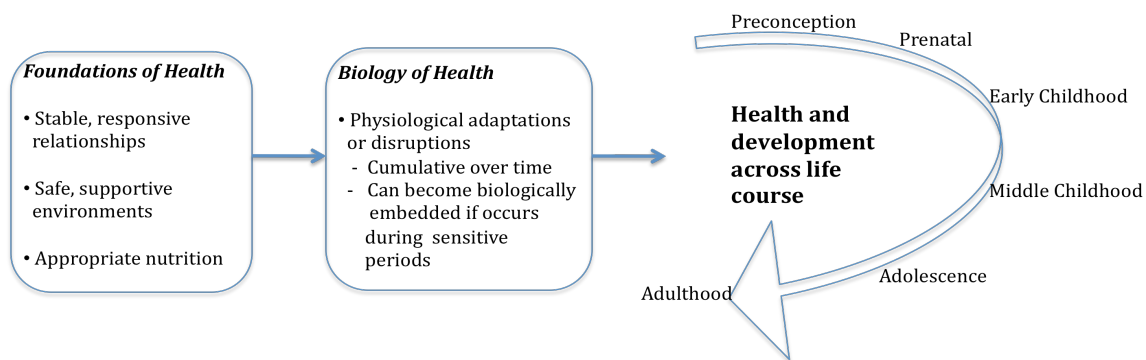 Foundations of Health
• Stable, responsive
relationships
• Safe, supportive
environments
• Appropriate nutrition
Biology of Health
• Physiological adaptations
or disruptions
- Cumulative over time
- Can become biologically
embedded if occurs
during sensitive
periods
Health and
development
across life
course
Preconception
Prenatal
Early Childhood
Middle Childhood
Adolescence
Adulthood